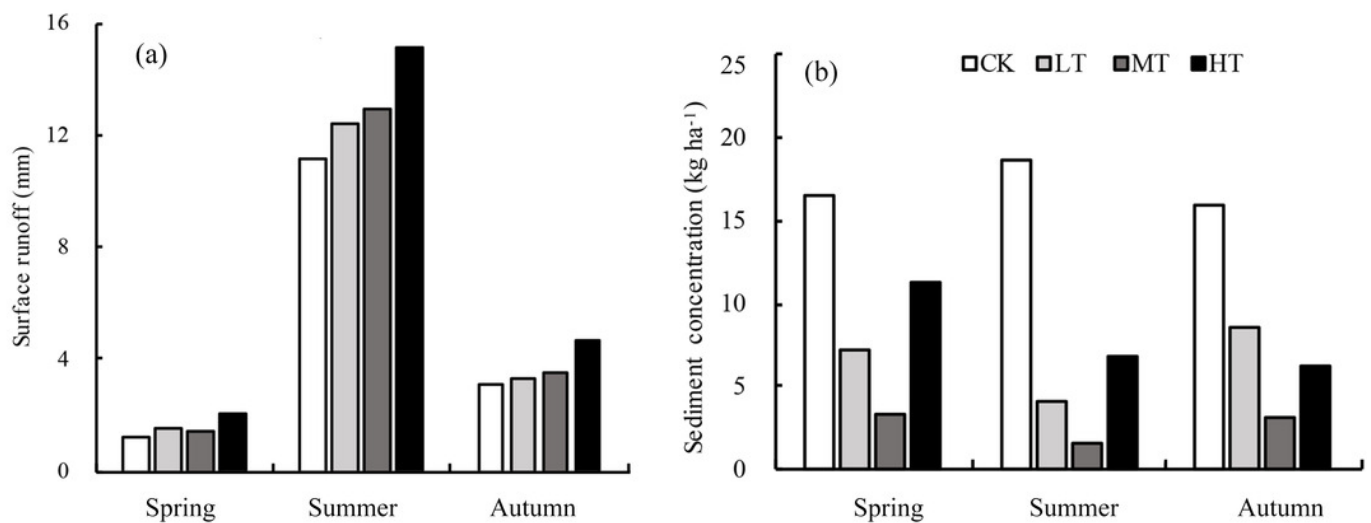 (a)
Surface runoff (mm)
16
12
8
4
0
Spring Summer Autumn
(b)
CK LT MT HT
Sediment concentration (kg ha⁻¹)
25
20
15
10
5
0
Spring Summer Autumn